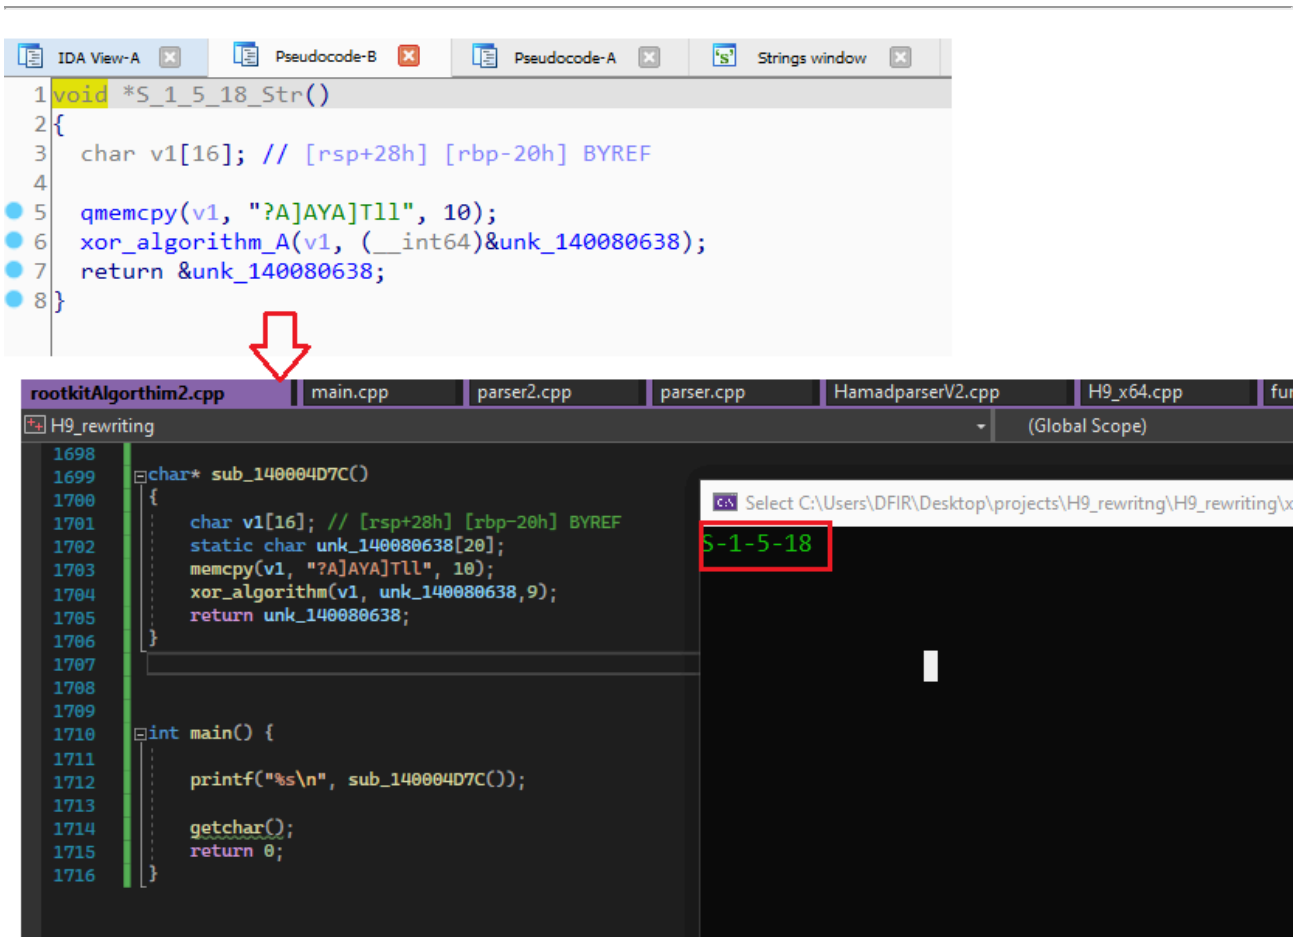 IDA View-A Pseudocode-B Pseudocode-A Strings window
1 void *S_1_5_18_Str()
2 {
3 char v1[16]; // [rsp+28h] [rbp-20h] BYREF
4
5 qmemcpy(v1, "?A]AYA]Tll", 10);
6 xor_algorithm_A(v1, (__int64)&unk_140080638);
7 return &unk_140080638;
8 }
rootkitAlgorthim2.cpp main.cpp parser2.cpp parser.cpp HamadparserV2.cpp H9_x64.cpp fur
H9_rewriting (Global Scope)
1698
1699 char* sub_140004D7C()
1700 {
1701 char v1[16]; // [rsp+28h] [rbp-20h] BYREF
1702 static char unk_140080638[20];
1703 memcpy(v1, "?A]AYA]Tll", 10);
1704 xor_algorithm(v1, unk_140080638,9);
1705 return unk_140080638;
1706 }
1707
1708
1709
1710 int main() {
1711
1712 printf("%s\n", sub_140004D7C());
1713
1714 getchar();
1715 return 0;
1716 }
Select C:\Users\DFIR\Desktop\projects\H9_rewritng\H9_rewriting\x
S-1-5-18